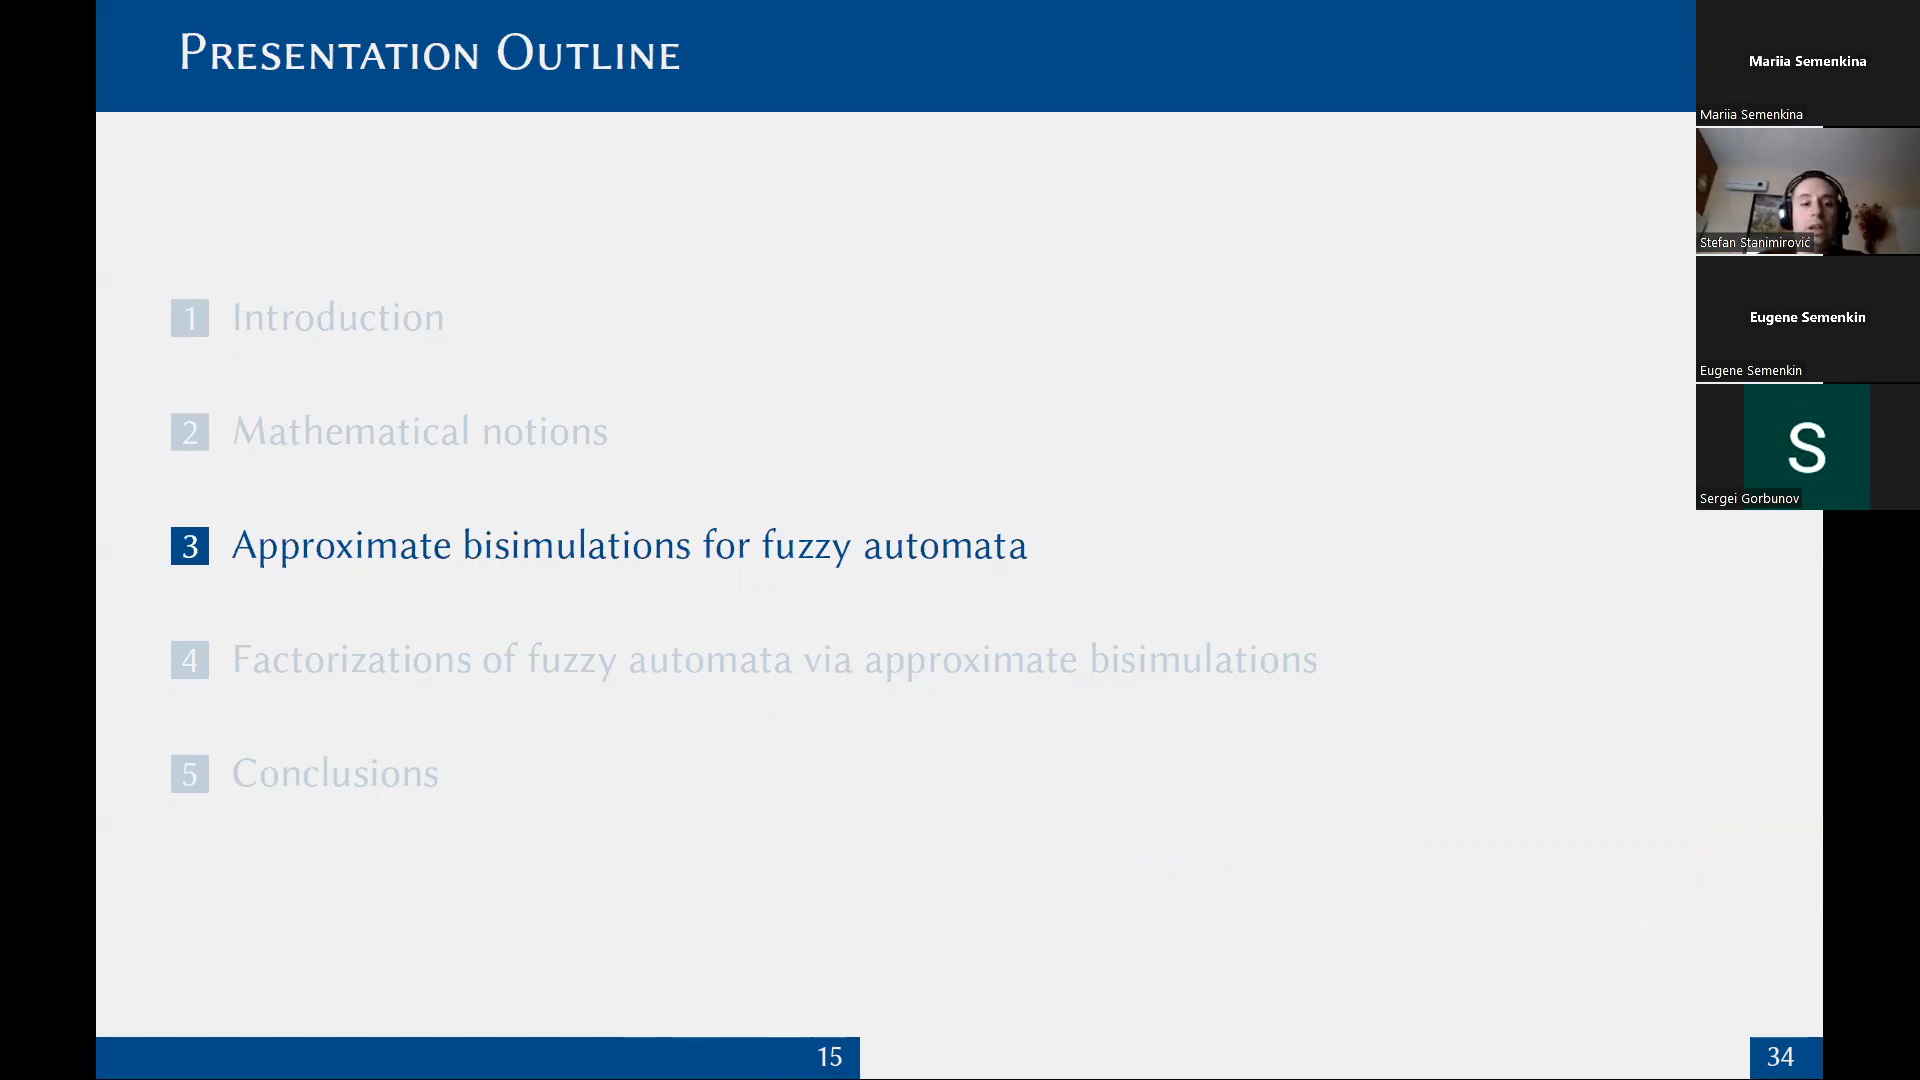 Presentation Outline
1 Introduction
2 Mathematical notions
3 Approximate bisimulations for fuzzy automata
4 Factorizations of fuzzy automata via approximate bisimulations
5 Conclusions
15
34
Mariia Semenkina
Mariia Semenkina
Stefan Stanimirović
Eugene Semenkin
Eugene Semenkin
S
Sergei Gorbunov